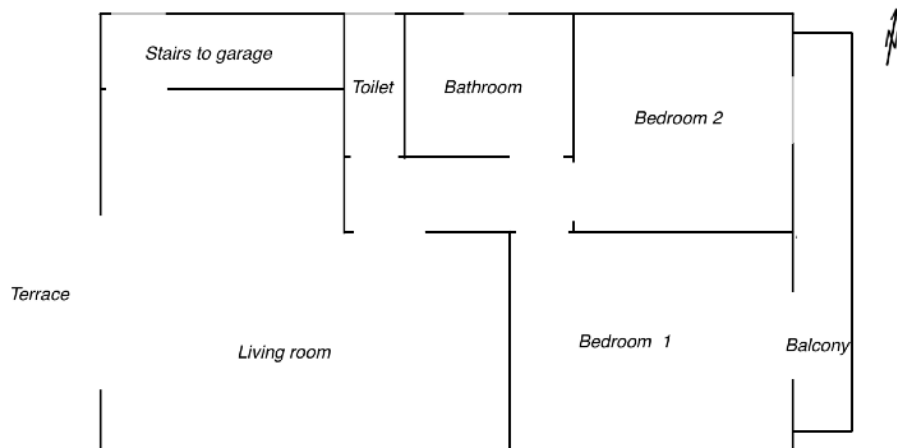 Stairs to garage
Toilet
Bathroom
Bedroom 2
Terrace
Living room
Bedroom 1
Balcony
N